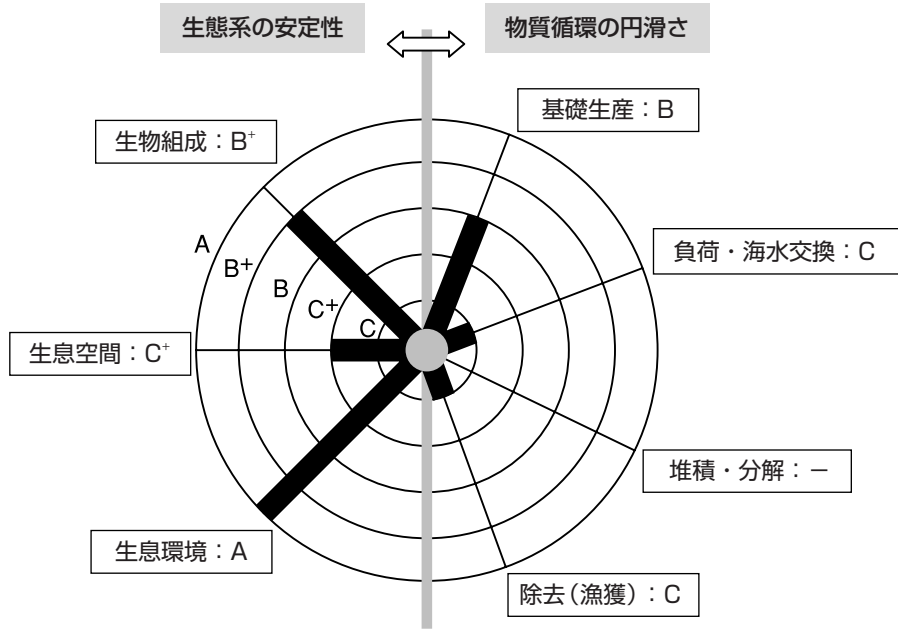 生態系の安定性
物質循環の円滑さ
基礎生産：B
生物組成：B⁺
負荷・海水交換：C
A
B+
B
C+
C
生息空間：C⁺
堆積・分解：－
生息環境：A
除去（漁獲）：C